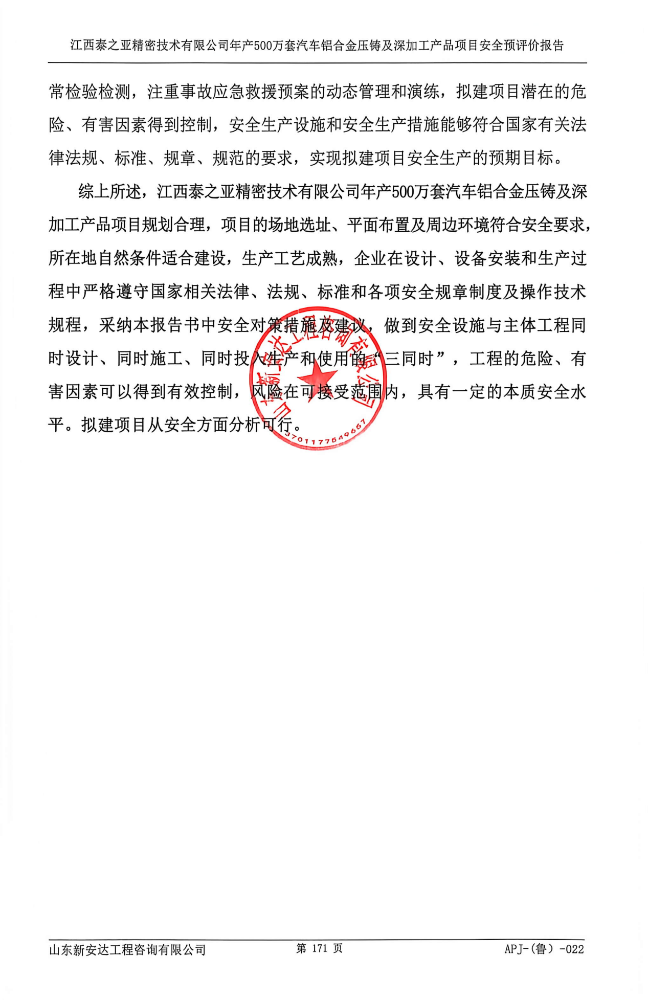 江西泰之亚精密技术有限公司年产500万套汽车铝合金压铸及深加工产品项目安全预评价报告
常检验检测，注重事故应急救援预案的动态管理和演练，拟建项目潜在的危
险、有害因素得到控制，安全生产设施和安全生产措施能够符合国家有关法
律法规、标准、规章、规范的要求，实现拟建项目安全生产的预期目标。
综上所述，江西泰之亚精密技术有限公司年产500万套汽车铝合金压铸及深
加工产品项目规划合理，项目的场地选址、平面布置及周边环境符合安全要求，
所在地自然条件适合建设，生产工艺成熟，企业在设计、设备安装和生产过
程中严格遵守国家相关法律、法规、标准和各项安全规章制度及操作技术
规程，采纳本报告书中安全对策措施及建议，做到安全设施与主体工程同
时设计、同时施工、同时投入生产和使用的“三同时”，工程的危险、有
害因素可以得到有效控制，风险在可接受范围内，具有一定的本质安全水
平。拟建项目从安全方面分析可行。
山东新安达工程咨询有限公司
3701177549667
山东新安达工程咨询有限公司
第 171 页
APJ-(鲁）-022